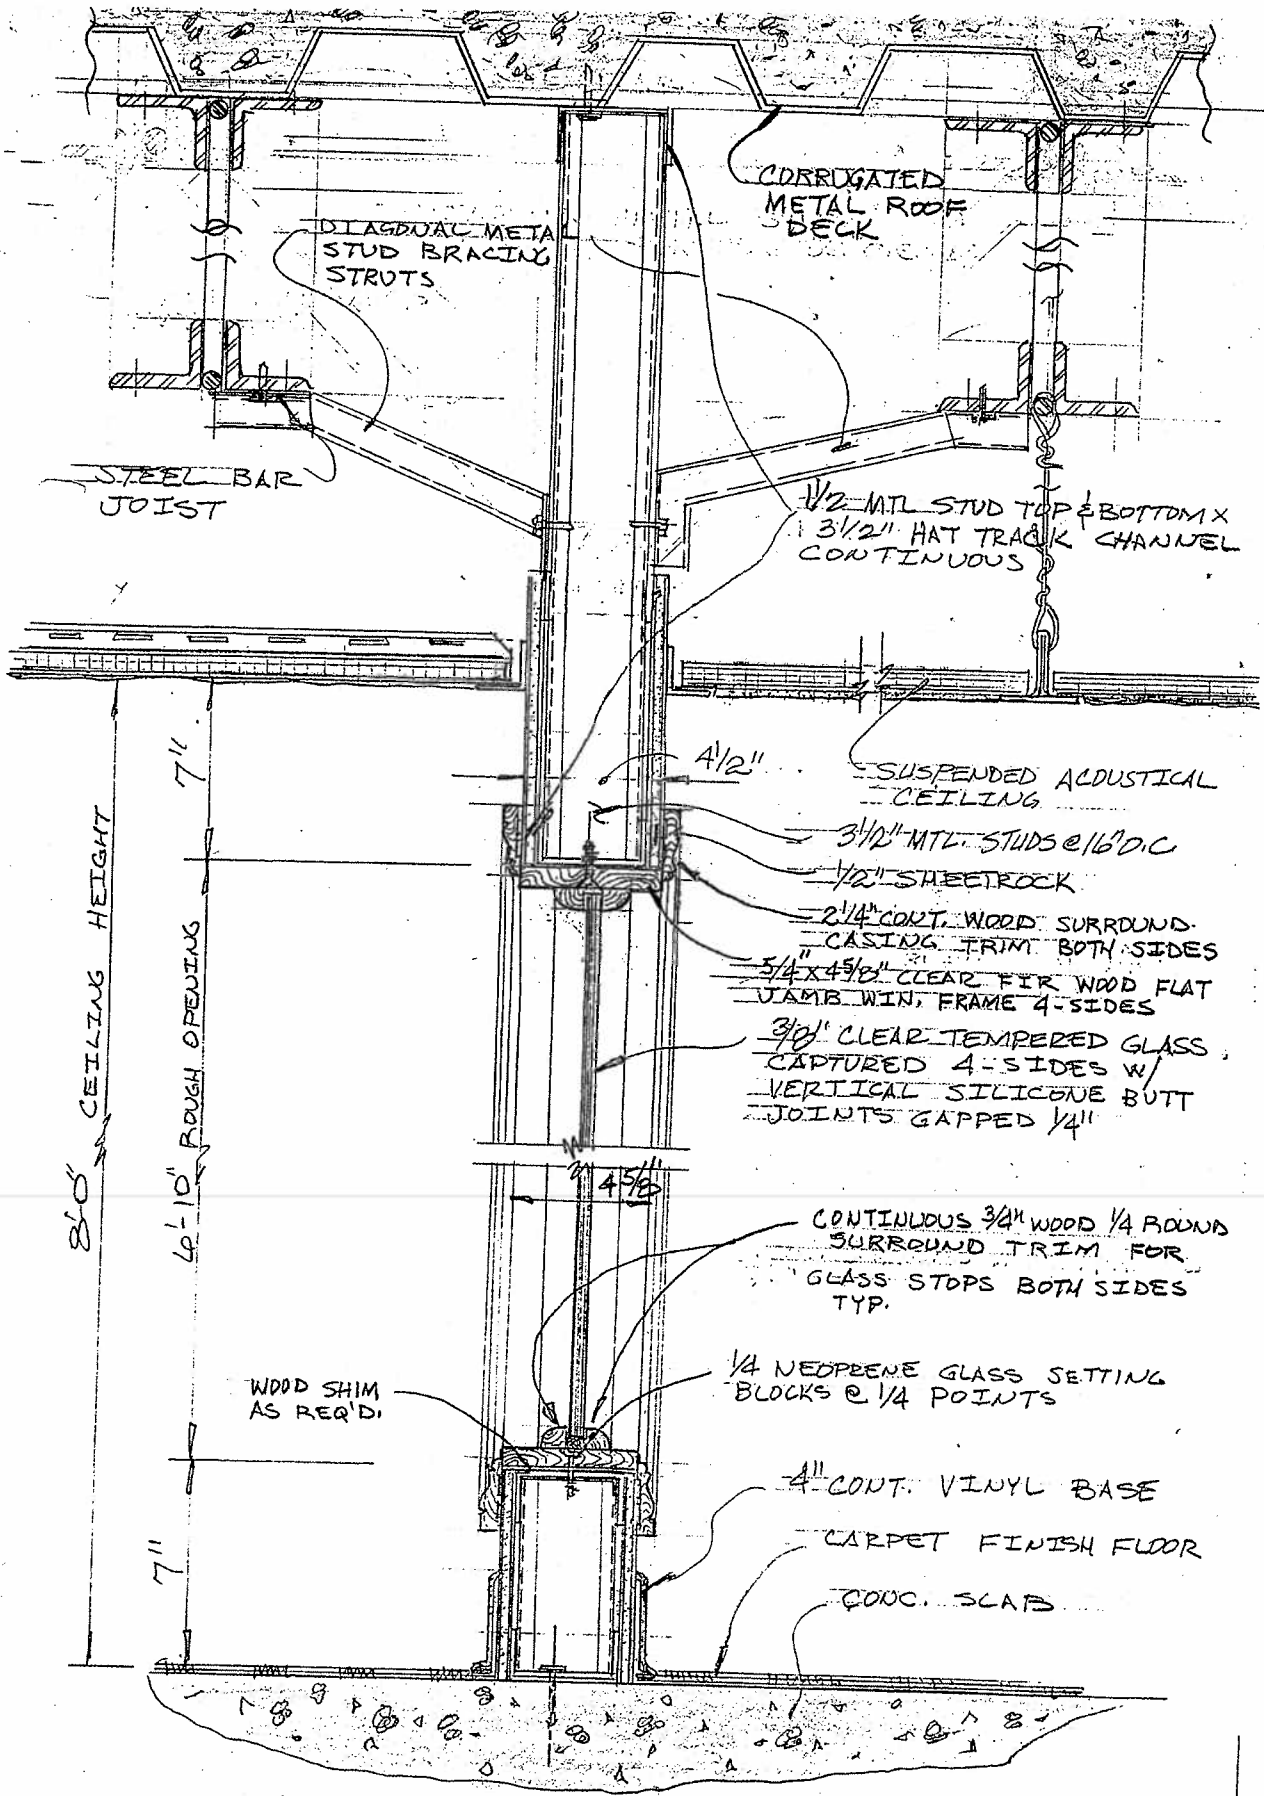 CORRUGATED
METAL ROOF
DECK
DIAGONAL META
STUD BRACING
STRUTS
STEEL BAR
JOIST
1 1/2 MTL STUD TOP & BOTTOM X
3 1/2" HAT TRACK CHANNEL
CONTINUOUS
7"
4 1/2"
SUSPENDED ACOUSTICAL
CEILING
3 1/2" MTL. STUDS @ 16" O.C
1/2" SHEETROCK
2 1/4" CONT. WOOD SURROUND
CASING TRIM BOTH SIDES
5/4" X 4 5/8" CLEAR FIR WOOD FLAT
JAMB WIN. FRAME 4-SIDES
3/8" CLEAR TEMPERED GLASS
CAPTURED 4-SIDES W/
VERTICAL SILICONE BUTT
JOINTS GAPPED 1/4"
8'-0" CEILING HEIGHT
6'-10" ROUGH OPENING
4 5/8"
CONTINUOUS 3/4" WOOD 1/4 ROUND
SURROUND TRIM FOR
GLASS STOPS BOTH SIDES
TYP.
1/4 NEOPRENE GLASS SETTING
BLOCKS @ 1/4 POINTS
WOOD SHIM
AS REQ'D.
4" CONT. VINYL BASE
CARPET FINISH FLOOR
7"
CONC. SLAB